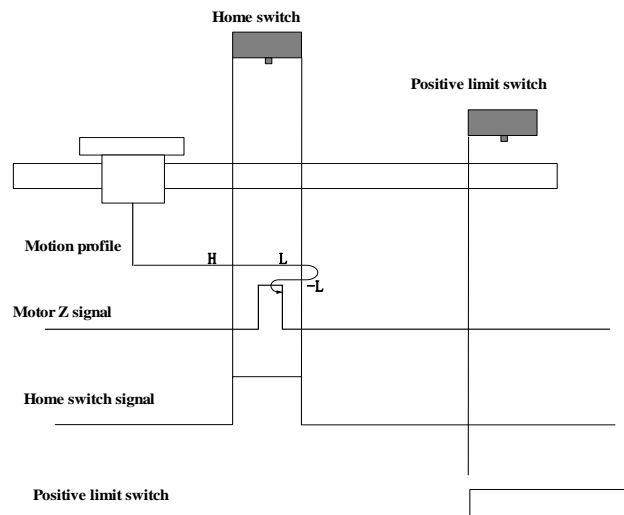 Home switch
Positive limit switch
Motion profile
H L
-L
Motor Z signal
Home switch signal
Positive limit switch